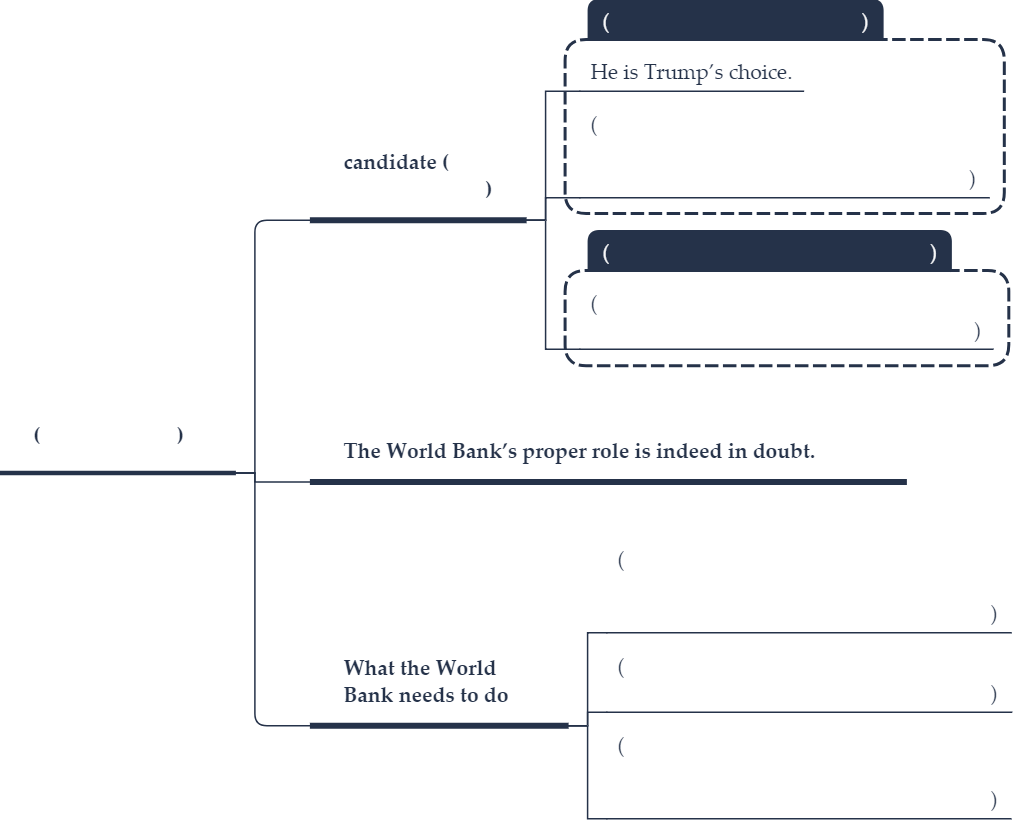 ( )
He is Trump’s choice.
(
)
candidate (
)
( )
(
)
( )
The World Bank’s proper role is indeed in doubt.
(
)
What the World
Bank needs to do
(
)
(
)